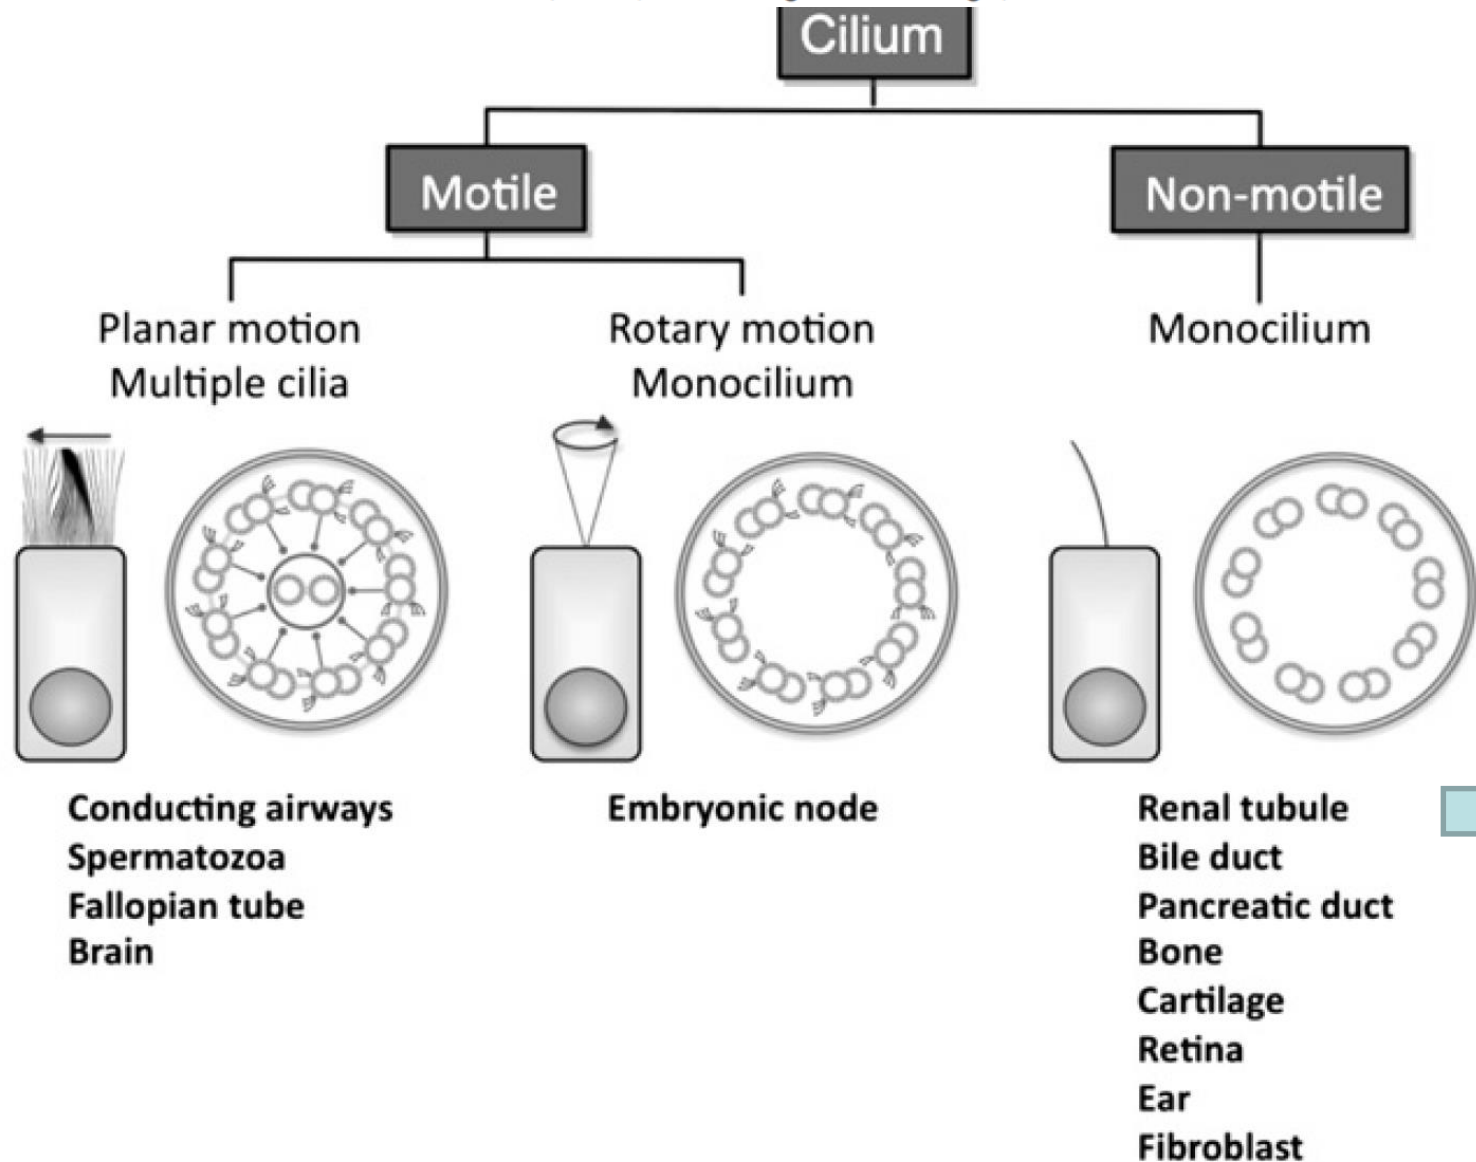 Cilium
Motile
Non-motile
Planar motion
Multiple cilia
Rotary motion
Monocilium
Monocilium
Conducting airways
Spermatozoa
Fallopian tube
Brain
Embryonic node
Renal tubule
Bile duct
Pancreatic duct
Bone
Cartilage
Retina
Ear
Fibroblast